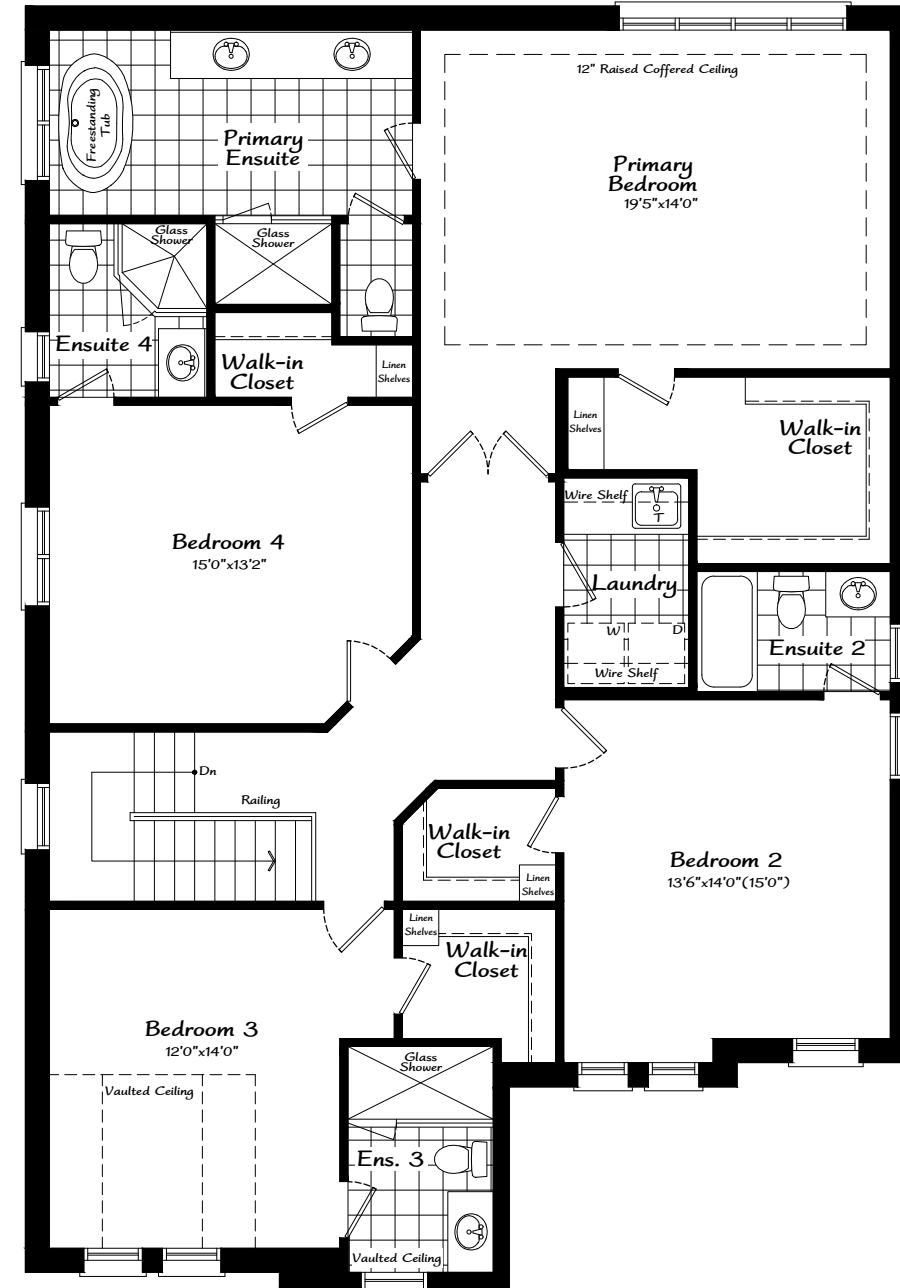 12" Raised Coffered Ceiling
Freestanding
Tub
Primary
Ensuite
Primary
Bedroom
19'5"x14'0"
Glass
Shower
Glass
Shower
Ensuite 4
Walk-in
Closet
Linen
Shelves
Linen
Shelves
Walk-in
Closet
Wire Shelf
T
Bedroom 4
15'0"x13'2"
Laundry
W
D
Wire Shelf
Ensuite 2
Dn
Railing
Walk-in
Closet
Linen
Shelves
Bedroom 2
13'6"x14'0"(15'0")
Linen
Shelves
Walk-in
Closet
Bedroom 3
12'0"x14'0"
Glass
Shower
Vaulted Ceiling
Ens. 3
Vaulted Ceiling